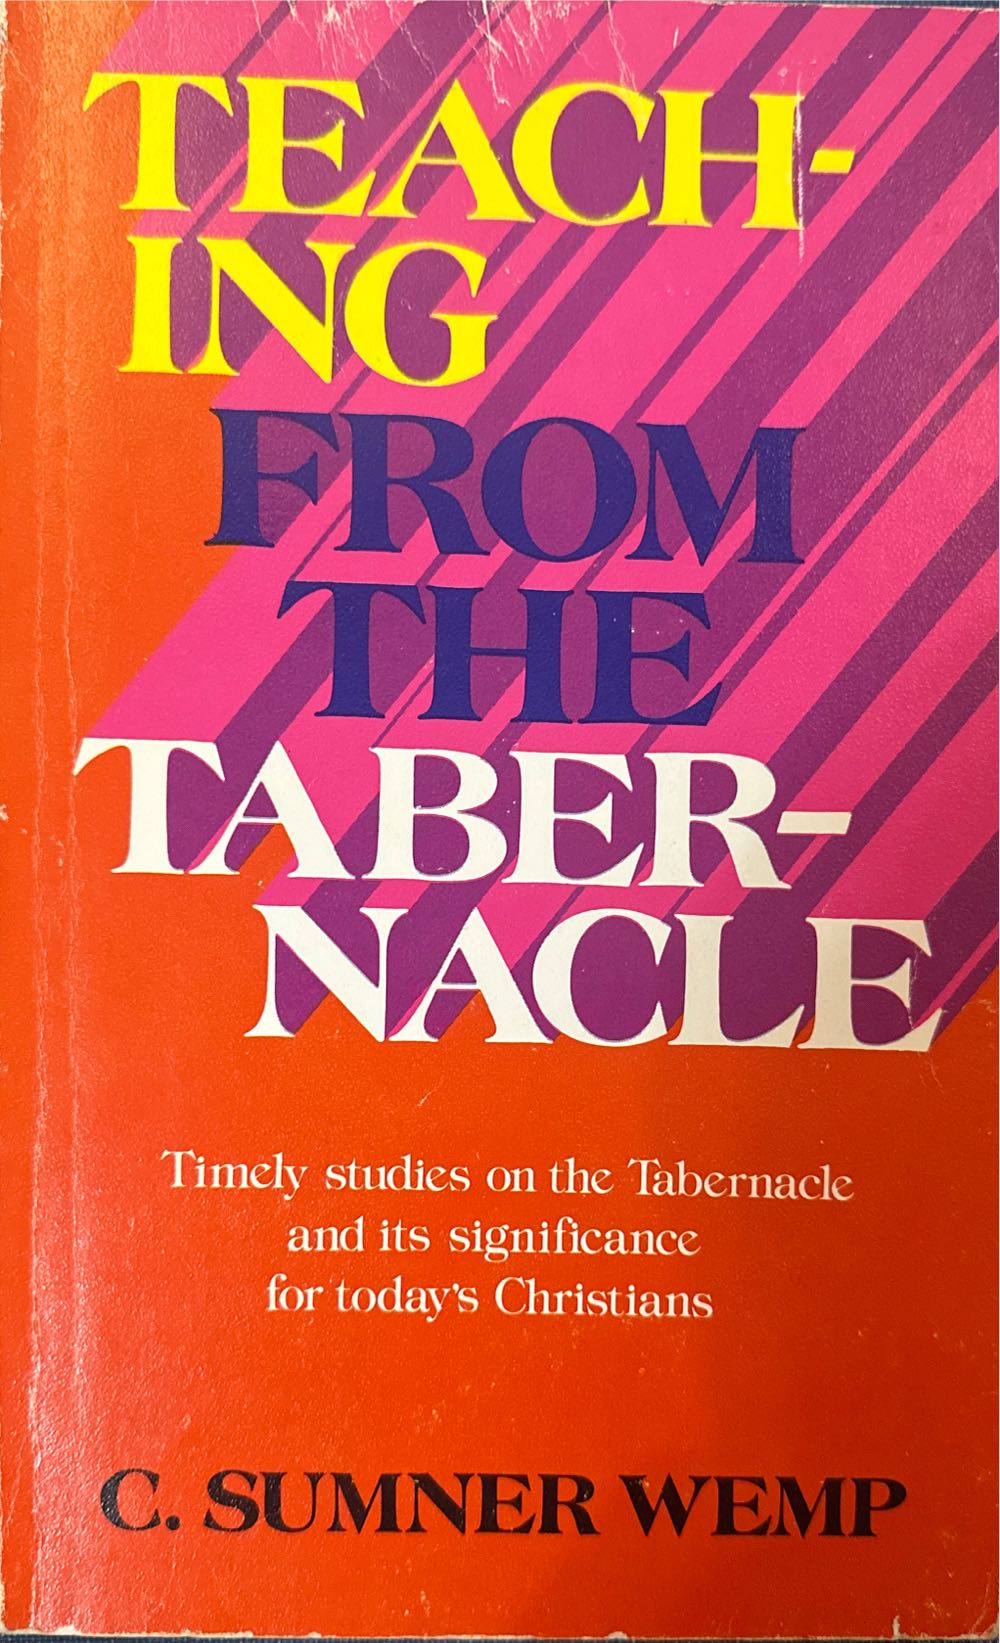 TEACH-
ING
FROM
THE
TABER-
NACLE
Timely studies on the Tabernacle
and its significance
for today's Christians
C. SUMNER WEMP